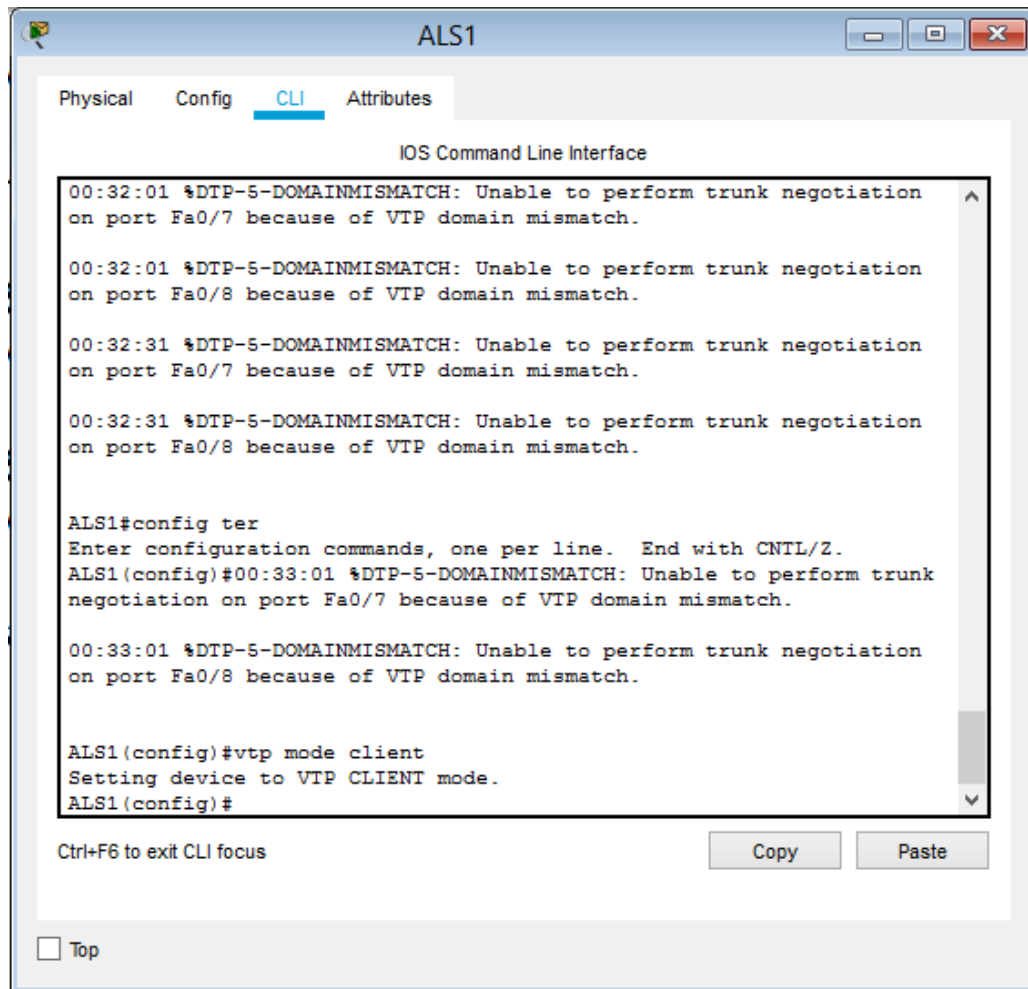 ALS1
Physical Config CLI Attributes
IOS Command Line Interface
00:32:01 %DTP-5-DOMAINMISMATCH: Unable to perform trunk negotiation
on port Fa0/7 because of VTP domain mismatch.
00:32:01 %DTP-5-DOMAINMISMATCH: Unable to perform trunk negotiation
on port Fa0/8 because of VTP domain mismatch.
00:32:31 %DTP-5-DOMAINMISMATCH: Unable to perform trunk negotiation
on port Fa0/7 because of VTP domain mismatch.
00:32:31 %DTP-5-DOMAINMISMATCH: Unable to perform trunk negotiation
on port Fa0/8 because of VTP domain mismatch.
ALS1#config ter
Enter configuration commands, one per line.  End with CNTL/Z.
ALS1(config)#00:33:01 %DTP-5-DOMAINMISMATCH: Unable to perform trunk
negotiation on port Fa0/7 because of VTP domain mismatch.
00:33:01 %DTP-5-DOMAINMISMATCH: Unable to perform trunk negotiation
on port Fa0/8 because of VTP domain mismatch.
ALS1(config)#vtp mode client
Setting device to VTP CLIENT mode.
ALS1(config)#
Ctrl+F6 to exit CLI focus
Copy Paste
Top